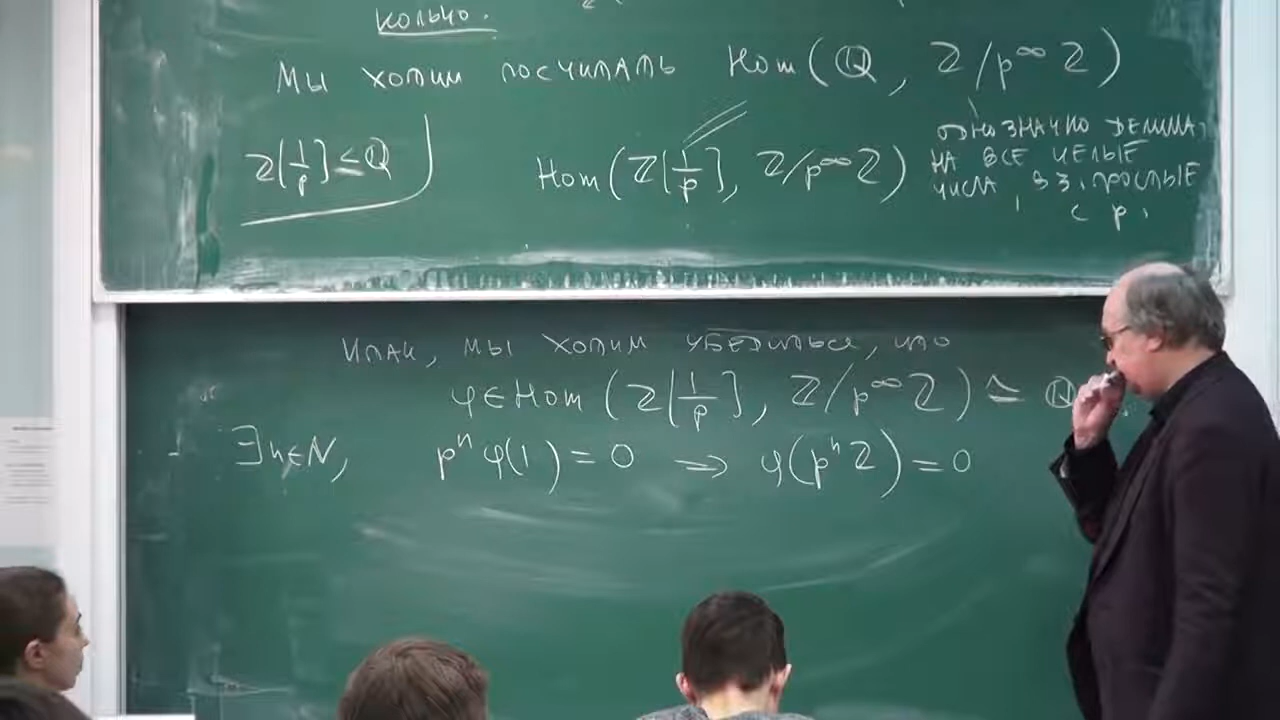 кольцо.
Мы хотим посчитать Hom(ℚ, ℤ/p^∞ℤ)
ℤ[1/p] ≤ ℚ
Hom(ℤ[1/p], ℤ/p^∞ℤ)
однозначно делима
на все целые
числа, вз. простые
с p.
Итак, мы хотим убедиться, что
φ∈Hom(ℤ[1/p], ℤ/p^∞ℤ) ≅ ℚ
∃n∈N, p^n φ(1) = 0 ⇒ φ(p^n ℤ) = 0